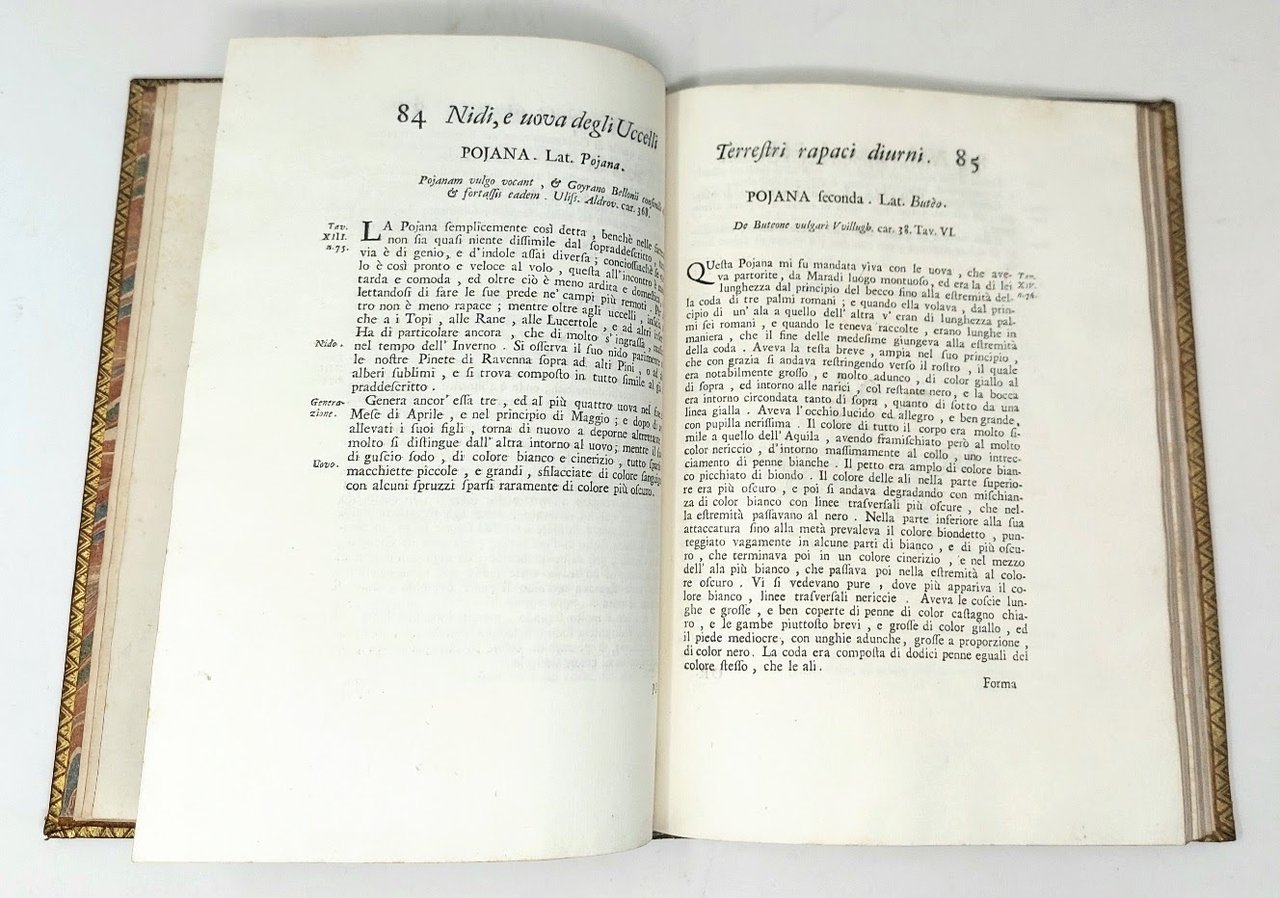 84 Nidi, e uova degli Uccelli
POJANA. Lat. Pojana.
Pojanam vulgo vocant, & Goyrano Bellonii
& fortaſſis eadem. Uliſſ. Aldrov. car. 368.
Tav.
XIII.
n. 75.
LA Pojana ſemplicemente così detta, benchè nelle
non ſia quaſi niente diſſimile dal ſopraddeſcritto,
via è di genio, e d'indole aſſai diverſa; concioſſiachè ſe
lo è così pronto e veloce al volo, queſta all'incontro è
tarda e comoda, ed oltre ciò è meno ardita e domeſtica,
lettandoſi di fare le ſue prede ne' campi più remoti.
tro non è meno rapace; mentre oltre agli uccelli,
che a i Topi, alle Rane, alle Lucertole, e ad altri
Ha di particolare ancora, che di molto s'ingraſſa,
Nido.
nel tempo dell' Inverno. Si oſſerva il ſuo nido parimente
le noſtre Pinete di Ravenna ſopra ad alti Pini, o ad
alberi ſublimi, e ſi trova compoſto in tutto ſimile al
praddeſcritto.
Genera-
zione.
Genera ancor' eſſa tre, ed al più quattro uova nel
Meſe di Aprile, e nel principio di Maggio; e dopo di
allevati i ſuoi figli, torna di nuovo a deporne altrettante
molto ſi diſtingue dall' altra intorno al uovo; mentre il
Uovo.
di guſcio ſodo, di colore bianco e cinerizio, tutto
macchiette piccole, e grandi, sfilacciate di colore
con alcuni ſpruzzi ſparſi raramente di colore più oſcuro.
Terreſtri rapaci diurni. 85
POJANA ſeconda. Lat. Butèo.
De Buteone vulgari Vvillugh. car. 38. Tav. VI.
QUeſta Pojana mi fu mandata viva con le uova, che ave-
va partorite, da Maradi luogo montuoſo, ed era la di lei
Tav.
XIV.
n. 76.
lunghezza dal principio del becco fino alla eſtremità del-
la coda di tre palmi romani; e quando ella volava, dal prin-
cipio di un' ala a quello dell' altra v' eran di lunghezza pal-
mi ſei romani, e quando le teneva raccolte, erano lunghe in
maniera, che il fine delle medeſime giungeva alla eſtremità
della coda. Aveva la teſta breve, ampia nel ſuo principio,
che con grazia ſi andava reſtringendo verſo il roſtro, il quale
era notabilmente groſſo, e molto adunco, di color giallo al
di ſopra, ed intorno alle narici, col reſtante nero, e la bocca
era intorno circondata tanto di ſopra, quanto di ſotto da una
linea gialla. Aveva l'occhio lucido ed allegro, e ben grande,
con pupilla neriſſima. Il colore di tutto il corpo era molto ſi-
mile a quello dell' Aquila, avendo framiſchiato però al molto
color nericcio, d'intorno maſſimamente al collo, uno intrec-
ciamento di penne bianche. Il petto era ampio di colore bian-
co picchiato di biondo. Il colore delle ali nella parte ſuperio-
re era più oſcuro, e poi ſi andava degradando con miſchian-
za di color bianco con linee traſverſali più oſcure, che nel-
la eſtremità paſſavano al nero. Nella parte inferiore alla ſua
attaccatura fino alla metà prevaleva il colore biondetto, pun-
teggiato vagamente in alcune parti di bianco, e di più oſcu-
ro, che terminava poi in un colore cinerizio, e nel mezzo
dell' ala più bianco, che paſſava poi nella eſtremità al colo-
re oſcuro. Vi ſi vedevano pure, dove più appariva il co-
lore bianco, linee traſverſali nericcie. Aveva le coſcie lun-
ghe e groſſe, e ben coperte di penne di color caſtagno chia-
ro, e le gambe piuttoſto brevi, e groſſe di color giallo, ed
il piede mediocre, con unghie adunche, groſſe a proporzione,
di color nero. La coda era compoſta di dodici penne eguali del
colore ſteſſo, che le ali.
Forma